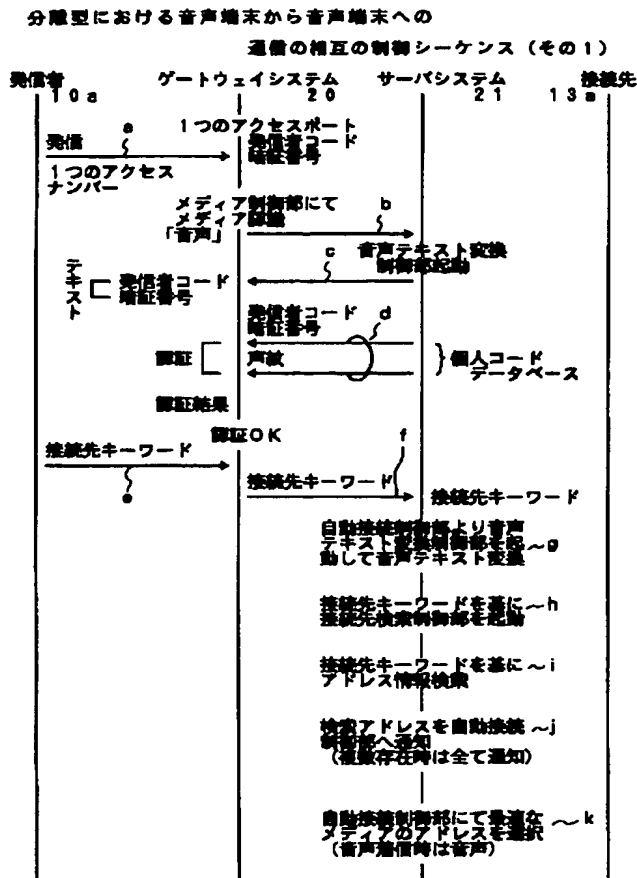 分離型における音声端末から音声端末への
通信の相互の制御シーケンス（その１）
発信者 ゲートウェイシステム サーバシステム 接続先
１０ａ ２０ ２１ １３ａ
ａ
発信
１つのアクセス
ナンバー
１つのアクセスポート
発信者コード
暗証番号
メディア制御部にて
メディア認識
「音声」
ｂ
ｃ
音声テキスト変換
制御部起動
テキスト
発信者コード
暗証番号
発信者コード
暗証番号
ｄ
認証
声紋
個人コード
データベース
認証結果
認証ＯＫ
接続先キーワード
ｅ
ｆ
接続先キーワード
接続先キーワード
自動接続制御部より音声
テキスト変換制御部を起 ～ｇ
動して音声テキスト変換
接続先キーワードを基に ～ｈ
接続先検索制御部を起動
接続先キーワードを基に ～ｉ
アドレス情報検索
検索アドレスを自動接続 ～ｊ
制御部へ通知
（複数存在時は全て通知）
自動接続制御部にて最適な ～ｋ
メディアのアドレスを選択
（音声着信時は音声）